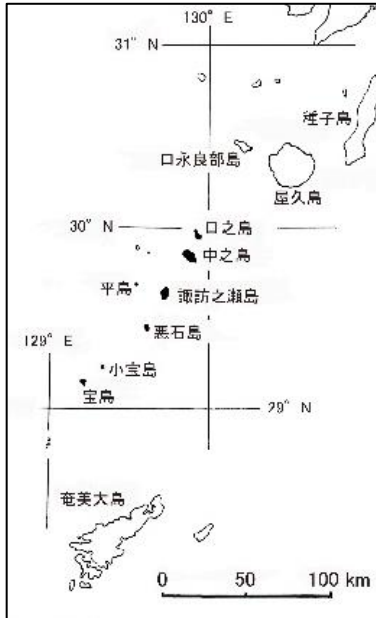 130° E
31° N
種子島
口永良部島
屋久島
30° N
口之島
中之島
平島
諏訪之瀬島
悪石島
129° E
小宝島
宝島
29° N
奄美大島
0 50 100 km